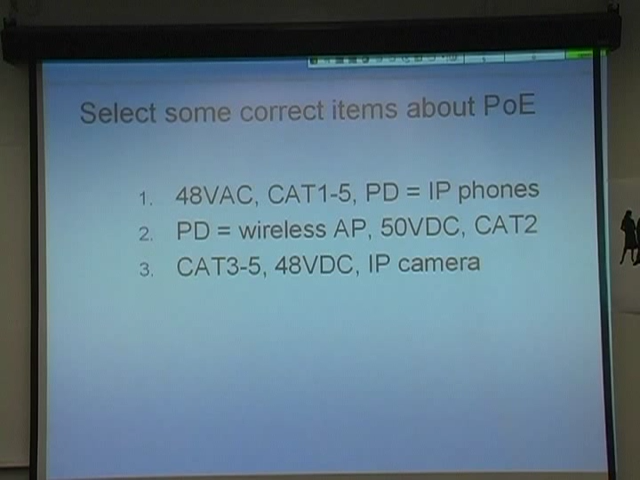 Select some correct items about PoE
1. 48VAC, CAT1-5, PD = IP phones
2. PD = wireless AP, 50VDC, CAT2
3. CAT3-5, 48VDC, IP camera